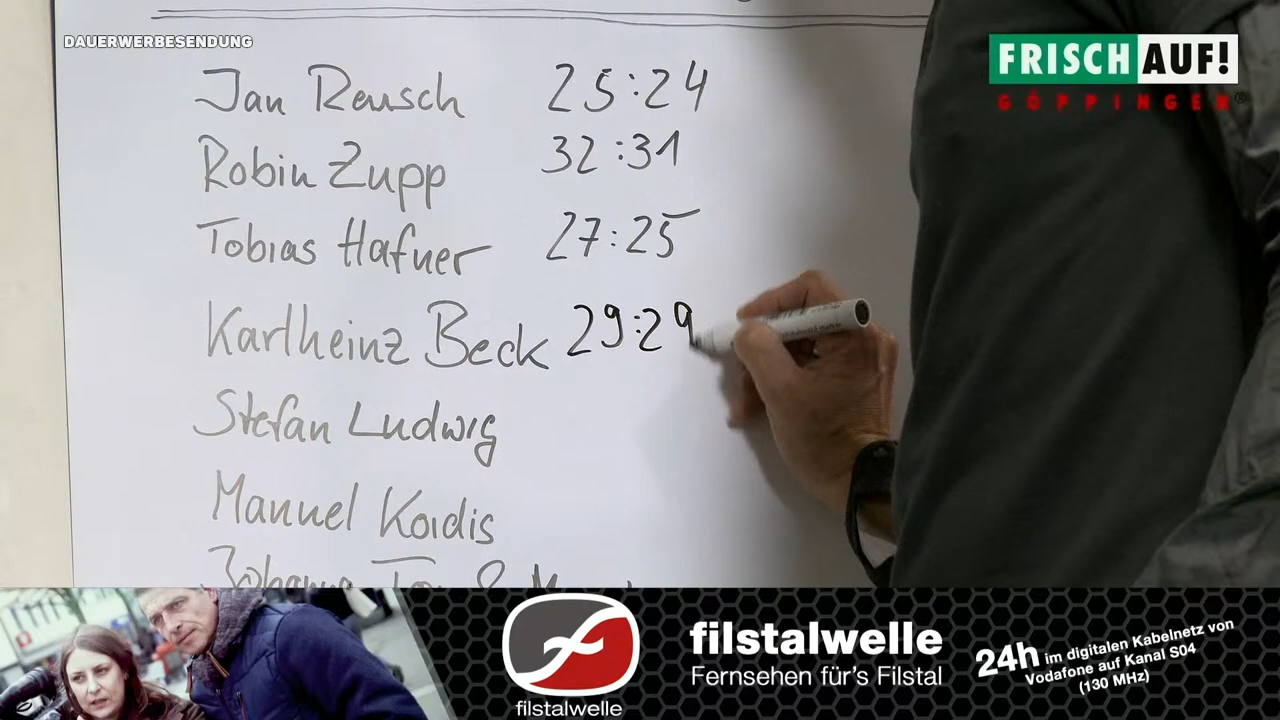 DAUERWERBESENDUNG
FRISCH AUF!
GÖPPINGEN
Jan Reusch 25:24
Robin Zupp 32:31
Tobias Hafner 27:25
Karlheinz Beck 29:29
Stefan Ludwig
Manuel Koidis
filstalwelle
filstalwelle
Fernsehen für's Filstal
24h im digitalen Kabelnetz von
Vodafone auf Kanal S04
(130 MHz)